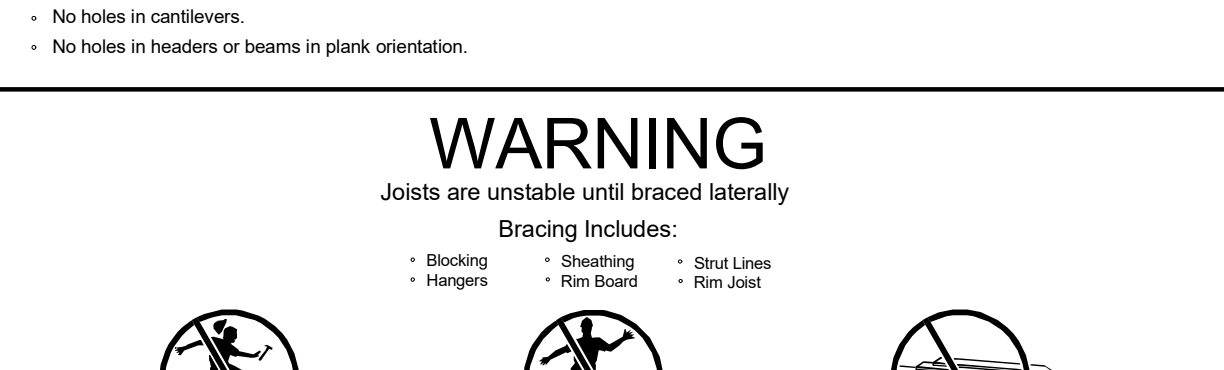 ◦ No holes in cantilevers.
◦ No holes in headers or beams in plank orientation.
WARNING
Joists are unstable until braced laterally
Bracing Includes:
◦ Blocking ◦ Sheathing ◦ Strut Lines
◦ Hangers ◦ Rim Board ◦ Rim Joist